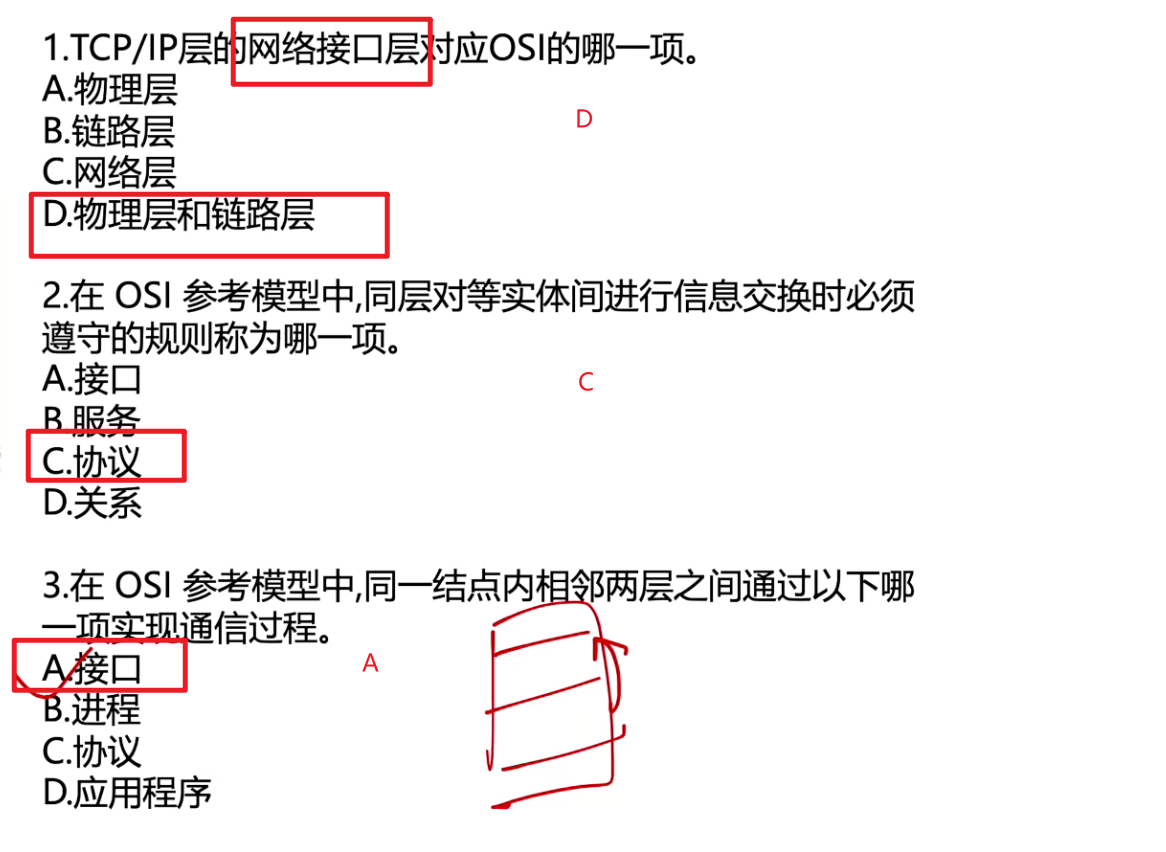 1.TCP/IP层的网络接口层对应OSI的哪一项。
A.物理层
D
B.链路层
C.网络层
D.物理层和链路层
2.在 OSI 参考模型中,同层对等实体间进行信息交换时必须
遵守的规则称为哪一项。
A.接口
C
B.服务
C.协议
D.关系
3.在 OSI 参考模型中,同一结点内相邻两层之间通过以下哪
一项实现通信过程。
A.接口
A
B.进程
C.协议
D.应用程序